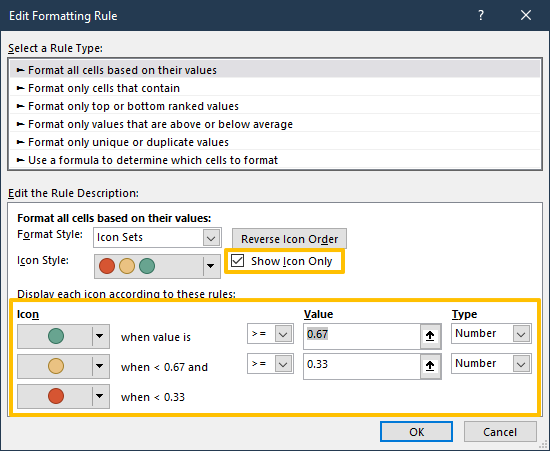 Edit Formatting Rule ? ×
Select a Rule Type:
► Format all cells based on their values
► Format only cells that contain
► Format only top or bottom ranked values
► Format only values that are above or below average
► Format only unique or duplicate values
► Use a formula to determine which cells to format
Edit the Rule Description:
Format all cells based on their values:
Format Style: Icon Sets Reverse Icon Order
Icon Style: Show Icon Only
Display each icon according to these rules:
Icon Value Type
when value is >= 0.67 Number
when < 0.67 and >= 0.33 Number
when < 0.33
OK Cancel